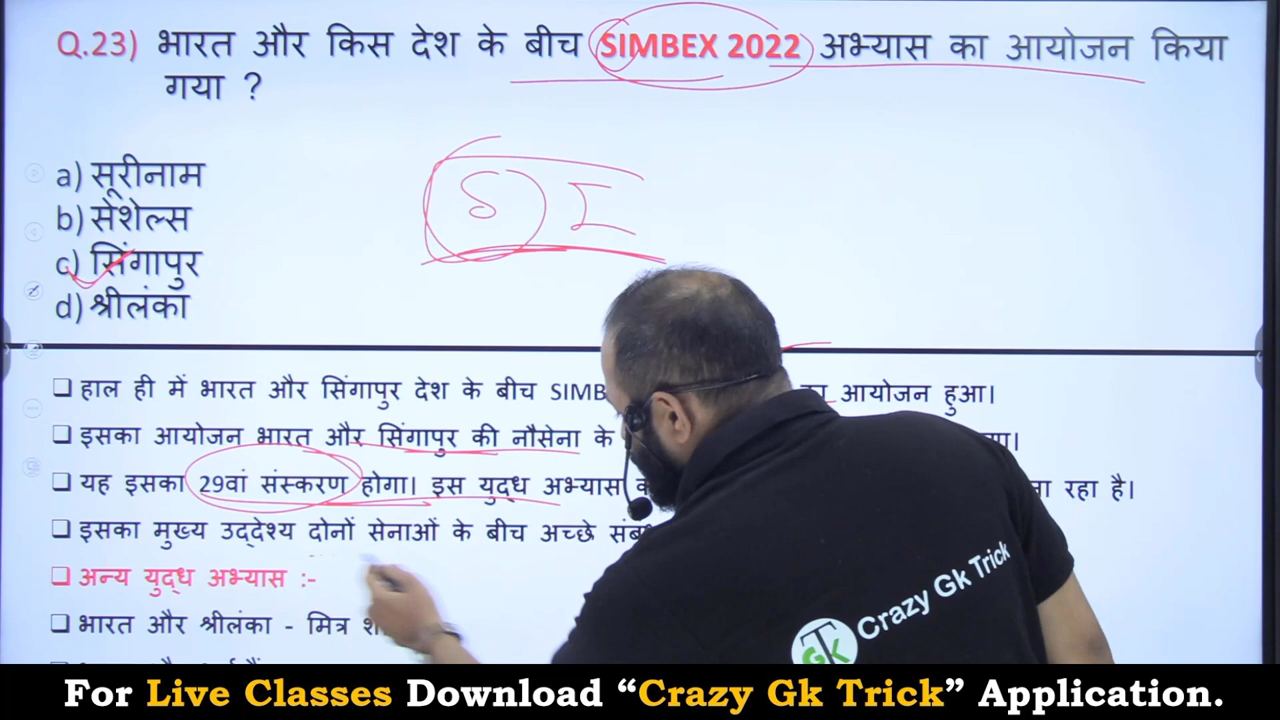 Q.23) भारत और किस देश के बीच SIMBEX 2022 अभ्यास का आयोजन किया
गया ?
S I
a) सूरीनाम
b) सेशेल्स
c) सिंगापुर
d) श्रीलंका
❑ हाल ही में भारत और सिंगापुर देश के बीच SIMB का आयोजन हुआ।
❑ इसका आयोजन भारत और सिंगापुर की नौसेना के
❑ यह इसका 29वां संस्करण होगा। इस युद्ध अभ्यास रहा है।
❑ इसका मुख्य उद्देश्य दोनों सेनाओं के बीच अच्छे
❑ अन्य युद्ध अभ्यास :-
❑ भारत और श्रीलंका - मित्र
Crazy Gk Trick
GTK
For Live Classes Download “Crazy Gk Trick” Application.